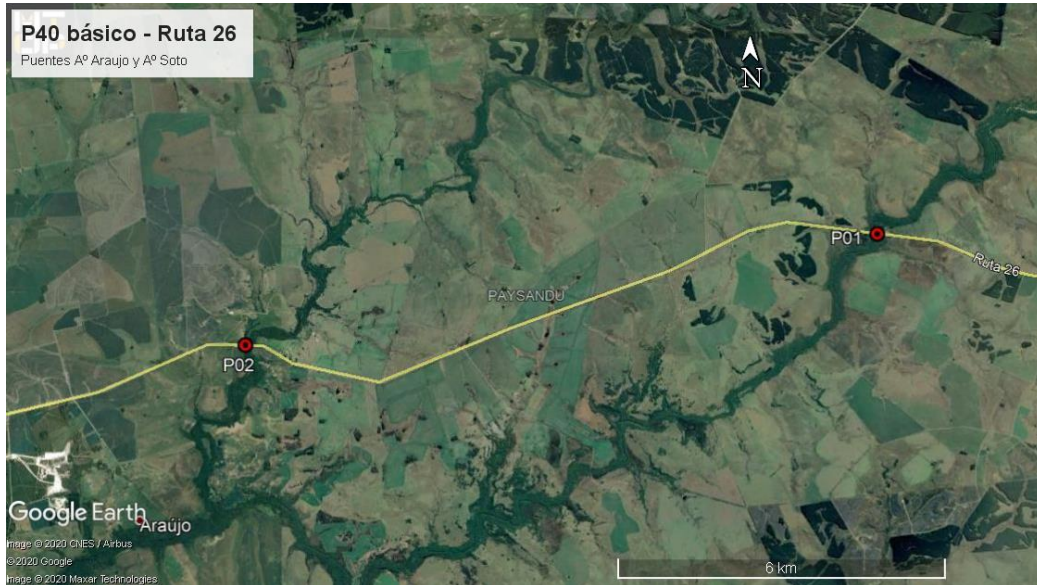 P40 básico - Ruta 26
Puentes Aº Araujo y Aº Soto
N
P01
Ruta 26
PAYSANDÚ
P02
Google Earth
Araújo
Image © 2020 CNES / Airbus
©2020 Google
Image © 2020 Maxar Technologies
6 km